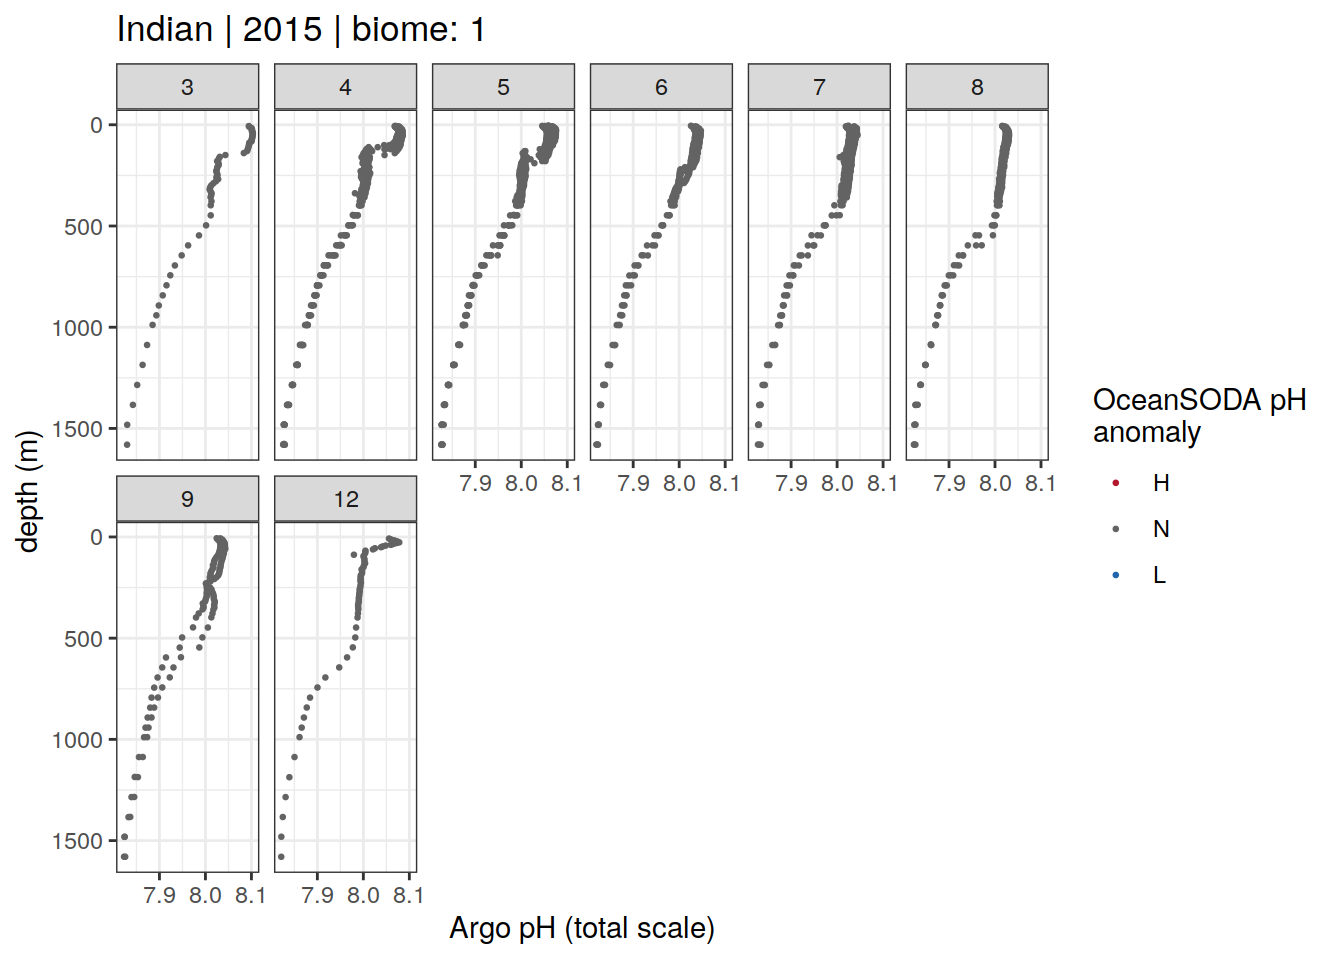 Indian | 2015 | biome: 1
3 4 5 6 7 8
0
500
1000
1500
7.9 8.0 8.1 7.9 8.0 8.1 7.9 8.0 8.1 7.9 8.0 8.1
9 12
0
500
1000
1500
7.9 8.0 8.1 7.9 8.0 8.1
depth (m)
Argo pH (total scale)
OceanSODA pH
anomaly
H
N
L